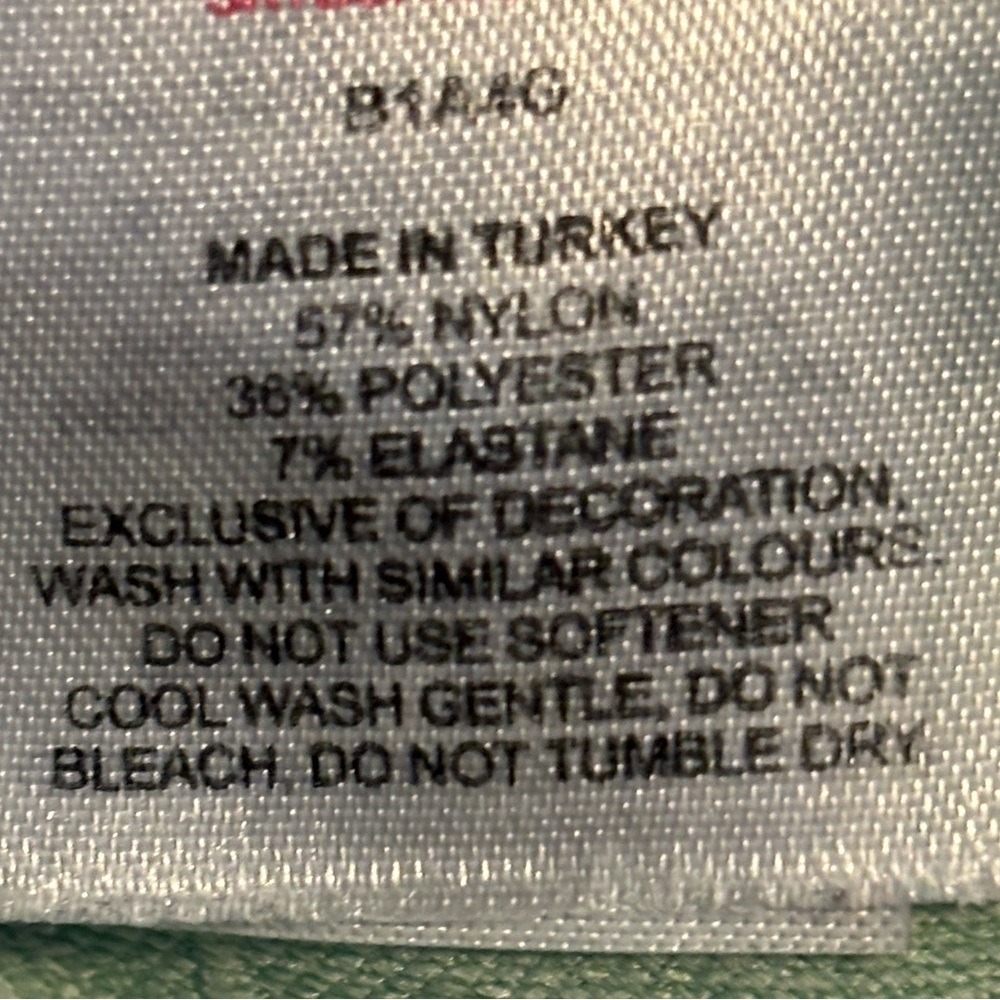 B1A4G
MADE IN TURKEY
57% NYLON
36% POLYESTER
7% ELASTANE
EXCLUSIVE OF DECORATION.
WASH WITH SIMILAR COLOURS.
DO NOT USE SOFTENER
COOL WASH GENTLE, DO NOT
BLEACH, DO NOT TUMBLE DRY.